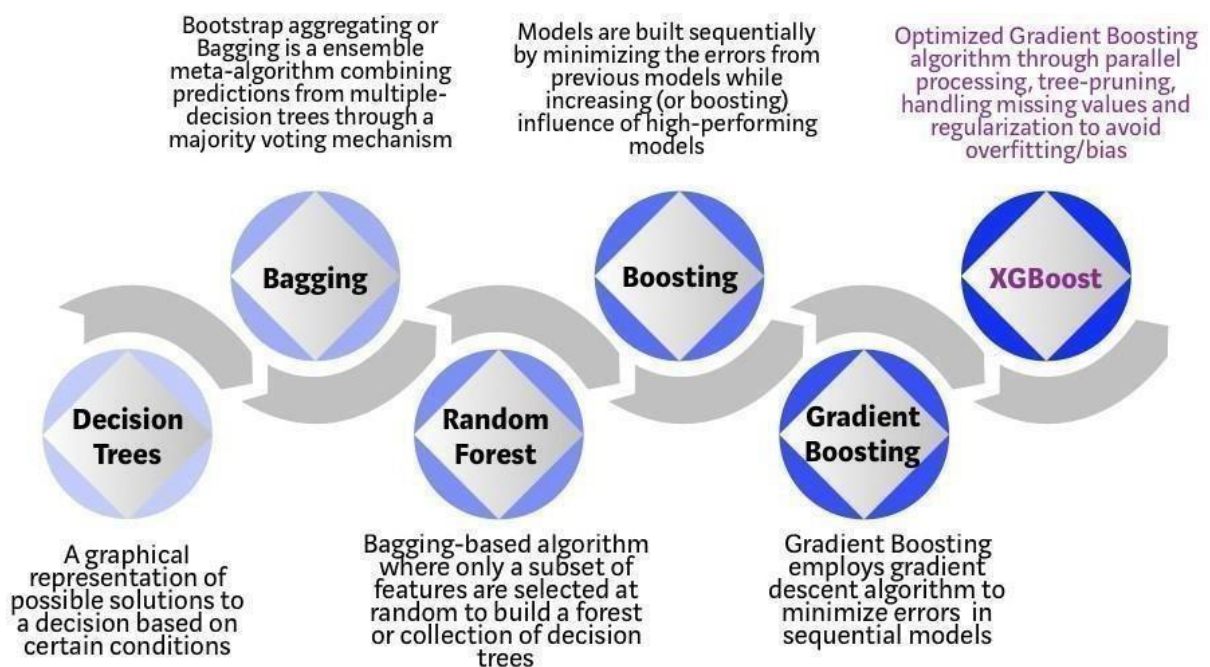 Bootstrap aggregating or
Bagging is a ensemble
meta-algorithm combining
predictions from multiple-
decision trees through a
majority voting mechanism
Models are built sequentially
by minimizing the errors from
previous models while
increasing (or boosting)
influence of high-performing
models
Optimized Gradient Boosting
algorithm through parallel
processing, tree-pruning,
handling missing values and
regularization to avoid
overfitting/bias
Bagging
Boosting
XGBoost
Decision
Trees
Random
Forest
Gradient
Boosting
A graphical
representation of
possible solutions to
a decision based on
certain conditions
Bagging-based algorithm
where only a subset of
features are selected at
random to build a forest
or collection of decision
trees
Gradient Boosting
employs gradient
descent algorithm to
minimize errors in
sequential models